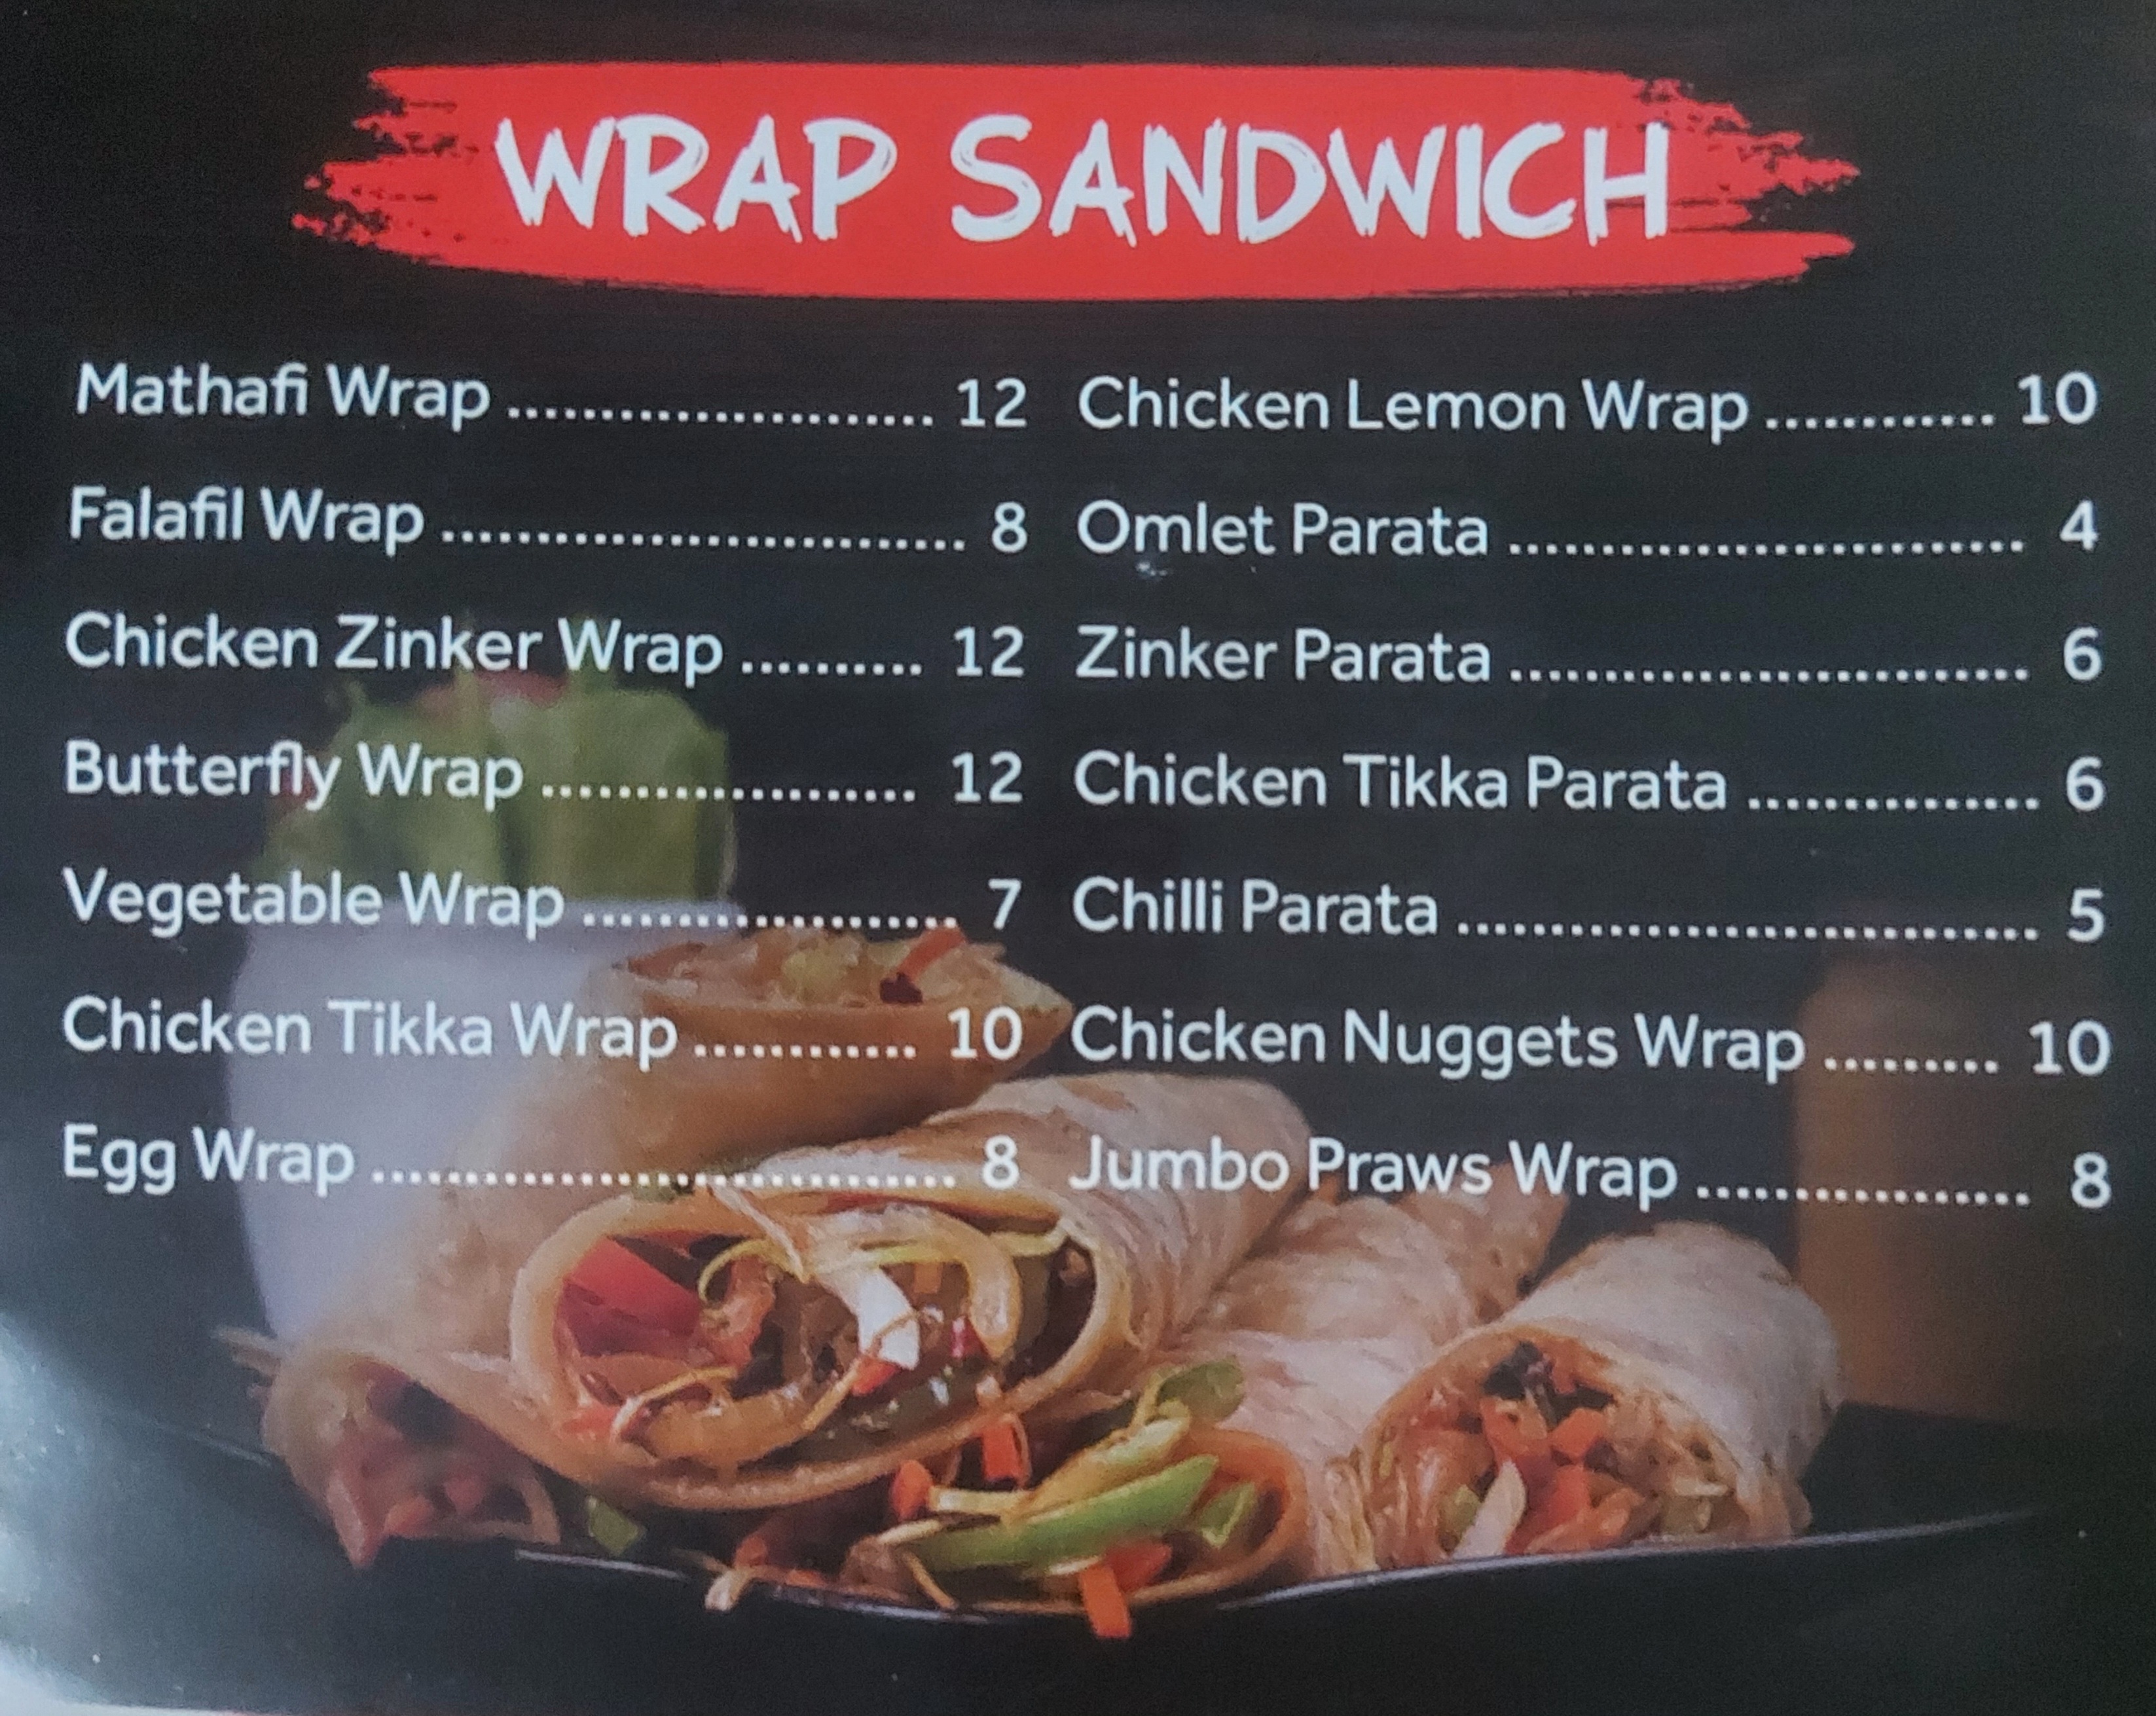 WRAP SANDWICH
Mathafi Wrap ........................ 12
Falafil Wrap .............................. 8
Chicken Zinker Wrap .......... 12
Butterfly Wrap ..................... 12
Vegetable Wrap ..................... 7
Chicken Tikka Wrap ............ 10
Egg Wrap ................................. 8
Chicken Lemon Wrap ............ 10
Omlet Parata ............................ 4
Zinker Parata ............................ 6
Chicken Tikka Parata ................ 6
Chilli Parata ............................... 5
Chicken Nuggets Wrap ......... 10
Jumbo Praws Wrap .................. 8